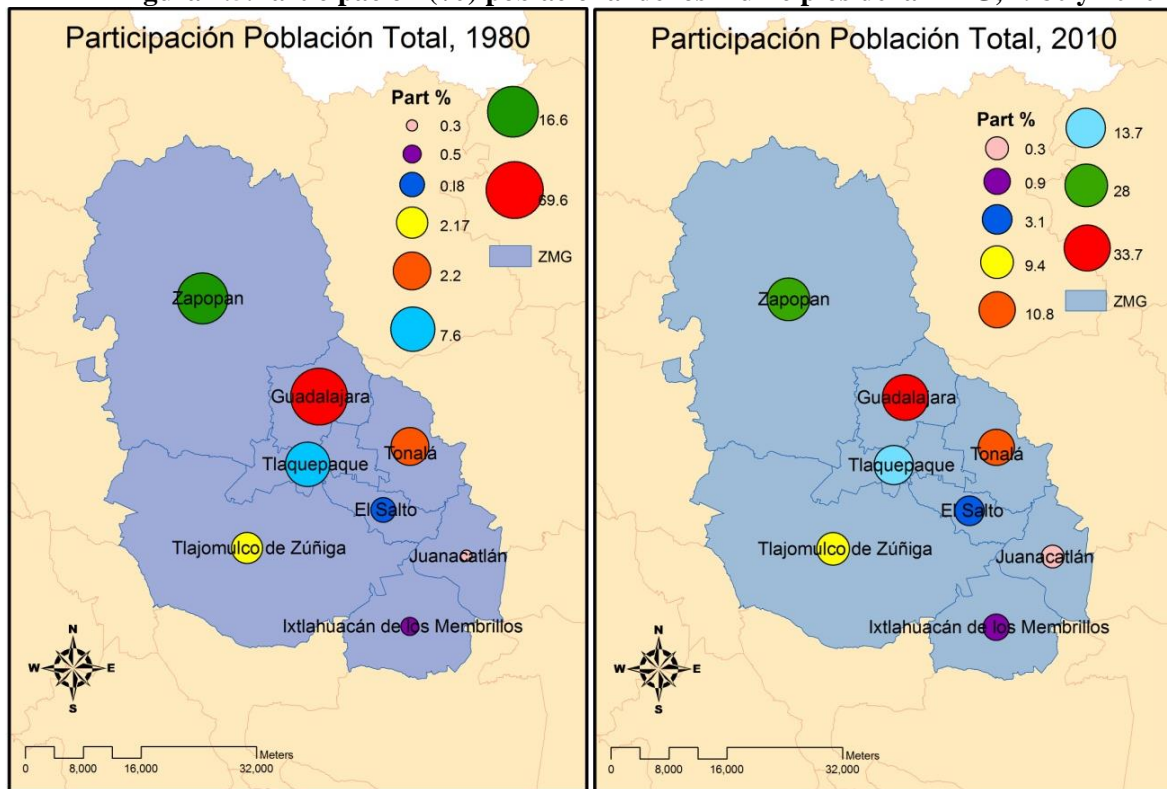 Participación Población Total, 1980
Part %
0.3
0.5
0.l8
2.17
2.2
7.6
16.6
69.6
ZMG
Zapopan
Guadalajara
Tonalá
Tlaquepaque
El Salto
Tlajomulco de Zúñiga
Juanacatlán
Ixtlahuacán de los Membrillos
N
W E
S
Meters
0 8,000 16,000 32,000
Participación Población Total, 2010
Part %
0.3
0.9
3.1
9.4
10.8
13.7
28
33.7
ZMG
Zapopan
Guadalajara
Tonalá
Tlaquepaque
El Salto
Tlajomulco de Zúñiga
Juanacatlán
Ixtlahuacán de los Membrillos
N
W E
S
Meters
0 8,000 16,000 32,000